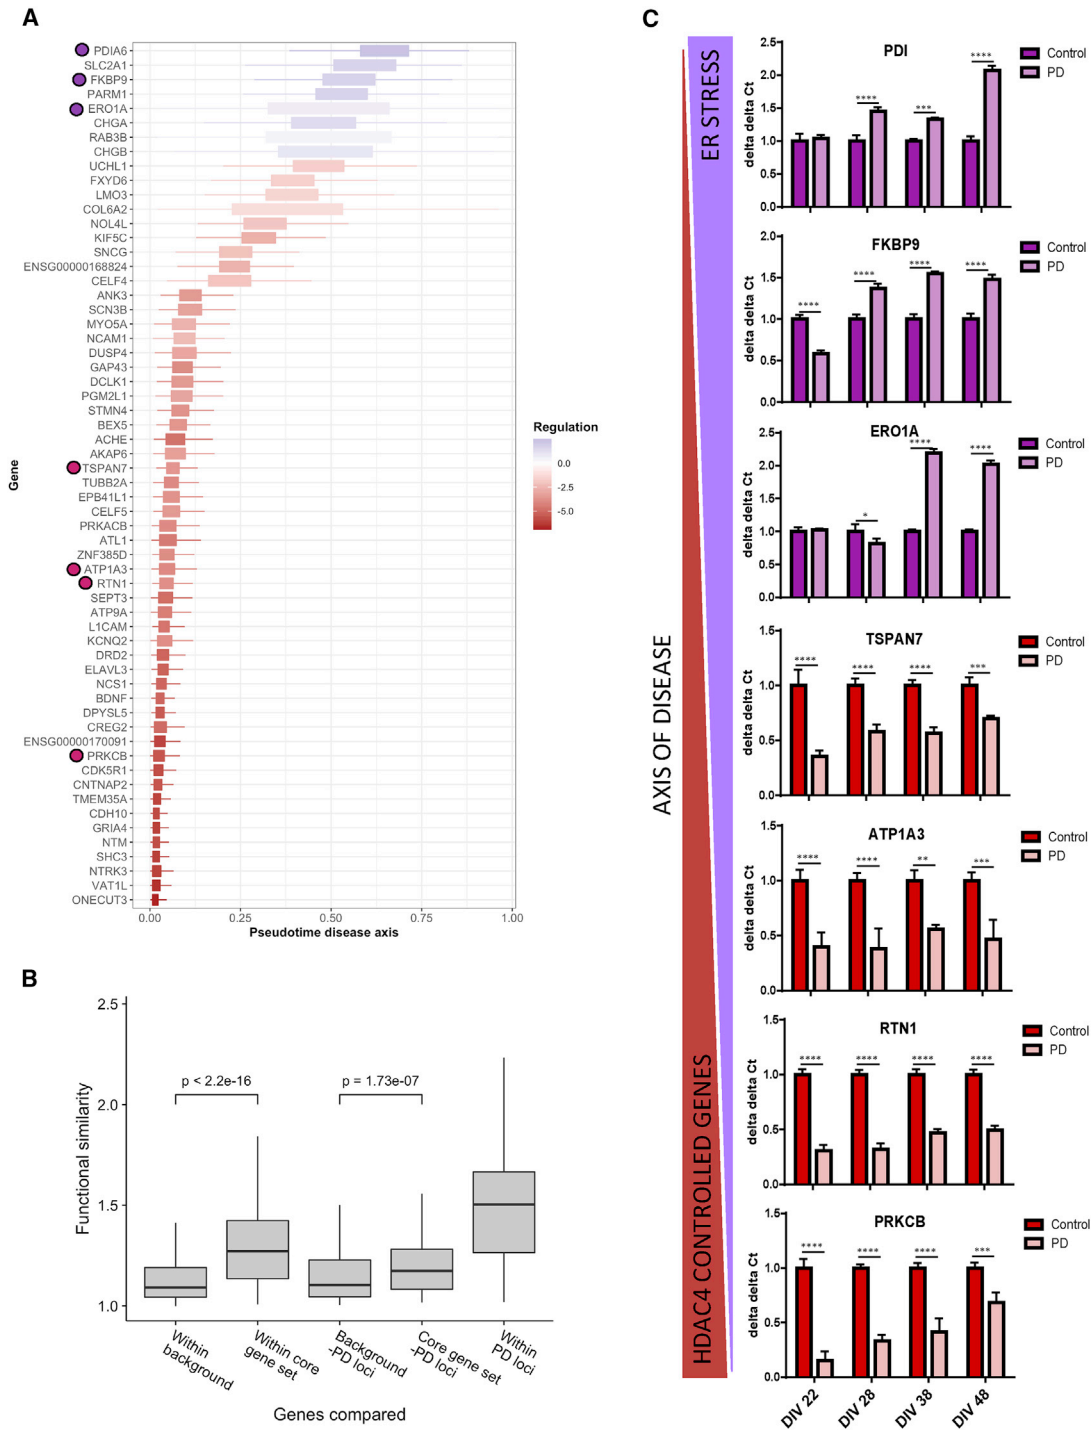 A
PDIA6
SLC2A1
FKBP9
PARM1
ERO1A
CHGA
RAB3B
CHGB
UCHL1
FXYD6
LMO3
COL6A2
NOL4L
KIF5C
SNCG
ENSG00000168824
CELF4
ANK3
SCN3B
MYO5A
NCAM1
DUSP4
GAP43
DCLK1
PGM2L1
STMN4
BEX5
ACHE
AKAP6
TSPAN7
TUBB2A
EPB41L1
CELF5
PRKACB
ATL1
ZNF385D
ATP1A3
RTN1
SEPT3
ATP9A
L1CAM
KCNQ2
DRD2
ELAVL3
NCS1
BDNF
DPYSL5
CREG2
ENSG00000170091
PRKCB
CDK5R1
CNTNAP2
TMEM35A
CDH10
GRIA4
NTM
SHC3
NTRK3
VAT1L
ONECUT3
Gene
0.00 0.25 0.50 0.75 1.00
Pseudotime disease axis
Regulation
0.0
-2.5
-5.0
B
Functional similarity
2.5
2.0
1.5
1.0
p < 2.2e-16
p = 1.73e-07
Within
background
Within core
gene set
Background
-PD loci
Core gene set
-PD loci
Within
PD loci
Genes compared
C
AXIS OF DISEASE
ER STRESS
HDAC4 CONTROLLED GENES
PDI
Control
PD
delta delta Ct
2.5
2.0
1.5
1.0
0.5
0.0
**** *** ****
FKBP9
Control
PD
delta delta Ct
2.0
1.5
1.0
0.5
0.0
**** **** **** ****
ERO1A
Control
PD
delta delta Ct
2.5
2.0
1.5
1.0
0.5
0.0
* **** ****
TSPAN7
Control
PD
delta delta Ct
1.5
1.0
0.5
0.0
**** **** **** ***
ATP1A3
Control
PD
delta delta Ct
1.5
1.0
0.5
0.0
**** **** ** ***
RTN1
Control
PD
delta delta Ct
1.5
1.0
0.5
0.0
**** **** **** ****
PRKCB
Control
PD
delta delta Ct
1.5
1.0
0.5
0.0
**** **** **** ***
DIV 22 DIV 28 DIV 38 DIV 48